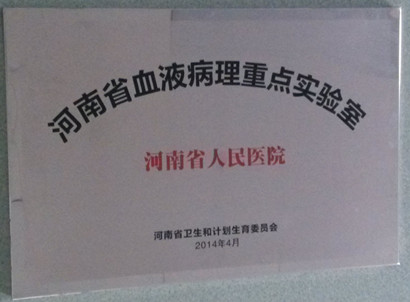 河南省血液病理重点实验室
河南省人民医院
河南省卫生和计划生育委员会
2014年4月